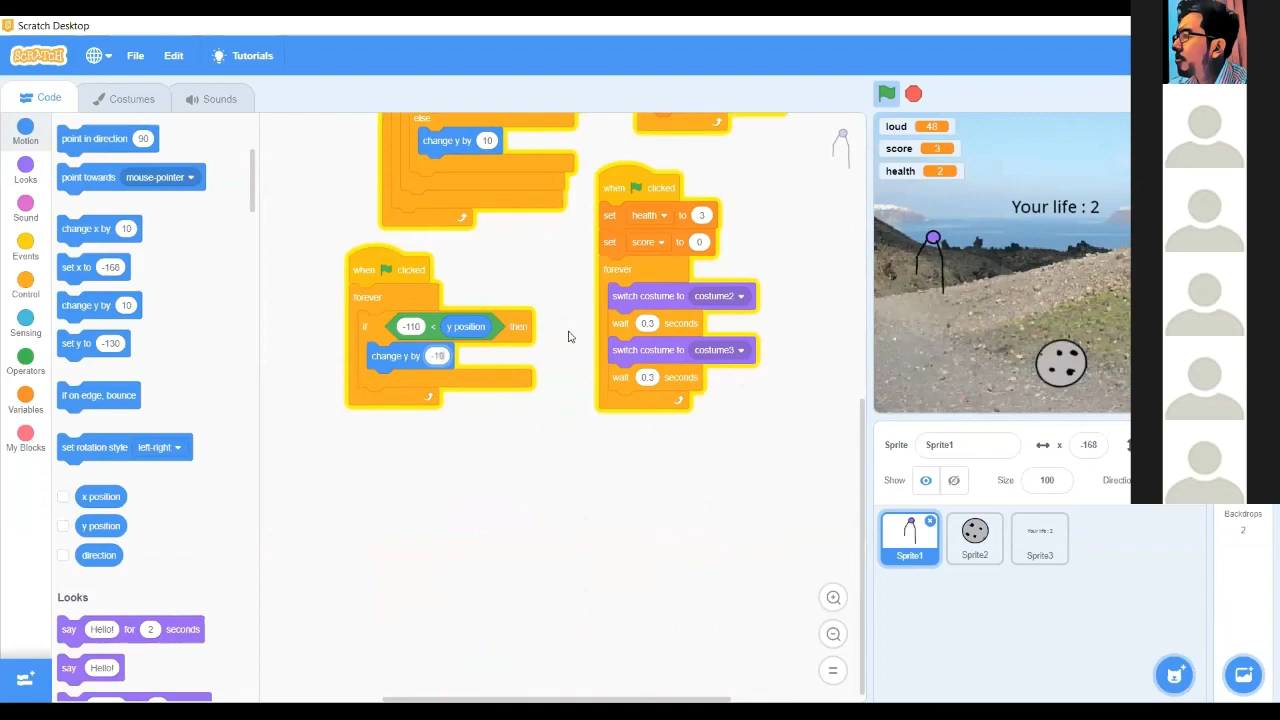 Scratch Desktop
SCRATCH File Edit Tutorials
Code Costumes Sounds
Motion
Looks
Sound
Events
Control
Sensing
Operators
Variables
My Blocks
point in direction 90
point towards mouse-pointer
change x by 10
set x to -168
change y by 10
set y to -130
if on edge, bounce
set rotation style left-right
x position
y position
direction
Looks
say Hello! for 2 seconds
say Hello!
else
change y by 10
when clicked
forever
if -110 < y position then
change y by -10
when clicked
set health to 3
set score to 0
forever
switch costume to costume2
wait 0.3 seconds
switch costume to costume3
wait 0.3 seconds
loud 48
score 3
health 2
Your life : 2
Sprite Sprite1 x -168
Show Size 100 Directio
Sprite1
Sprite2
Your life : 2
Sprite3
Backdrops
2